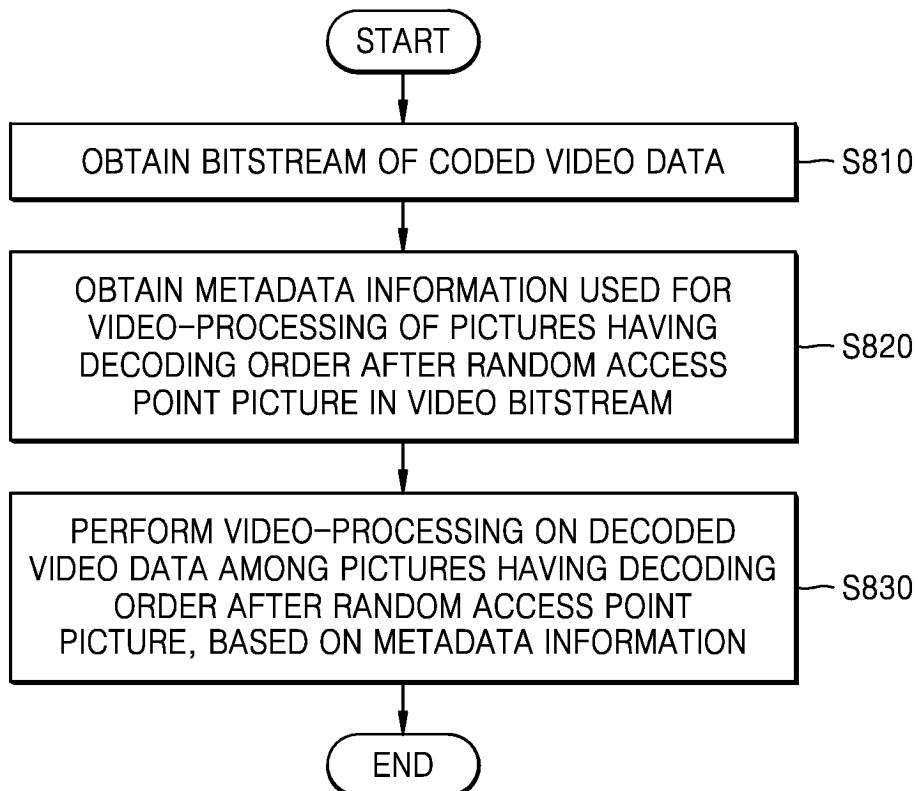 START
OBTAIN BITSTREAM OF CODED VIDEO DATA
S810
OBTAIN METADATA INFORMATION USED FOR
VIDEO-PROCESSING OF PICTURES HAVING
DECODING ORDER AFTER RANDOM ACCESS
POINT PICTURE IN VIDEO BITSTREAM
S820
PERFORM VIDEO-PROCESSING ON DECODED
VIDEO DATA AMONG PICTURES HAVING DECODING
ORDER AFTER RANDOM ACCESS POINT
PICTURE, BASED ON METADATA INFORMATION
S830
END